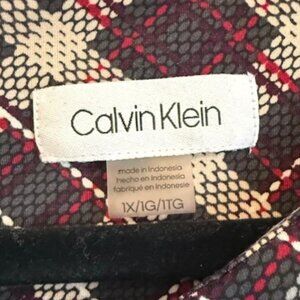 Calvin Klein
made in Indonesia
hecho en Indonesia
fabriqué en Indonésie
1X/1G/1TG